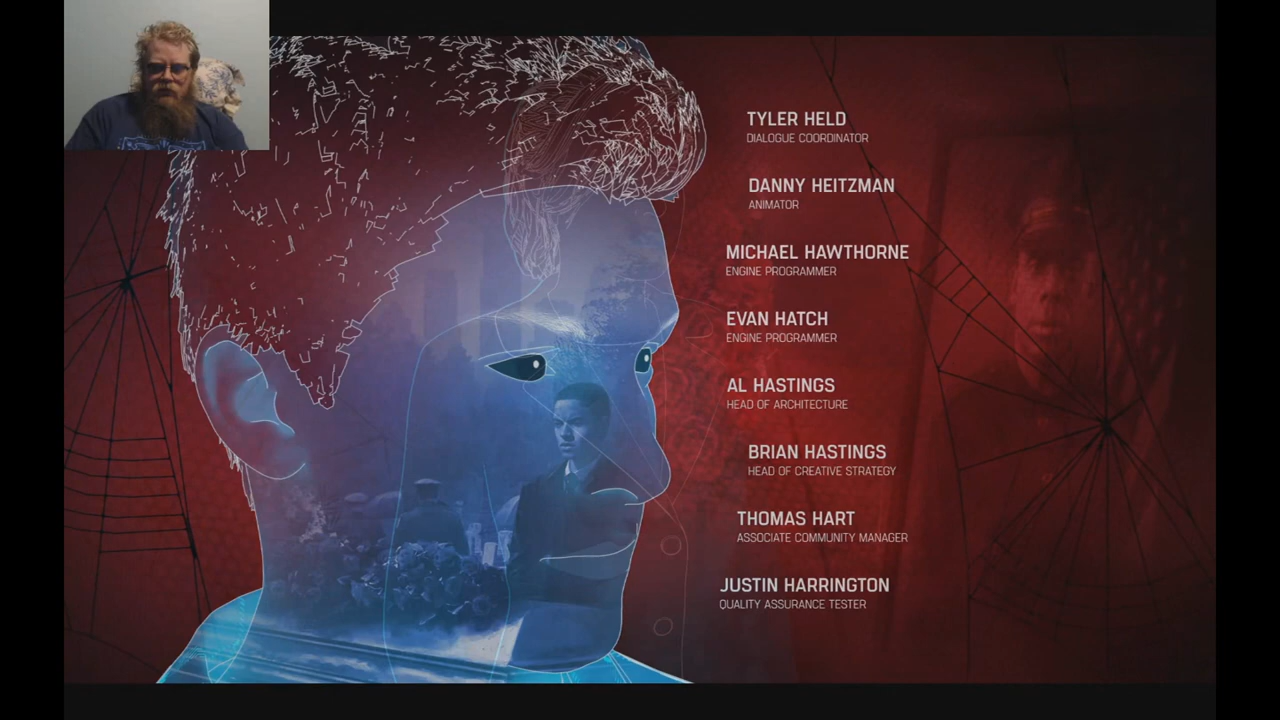 TYLER HELD
DIALOGUE COORDINATOR
DANNY HEITZMAN
ANIMATOR
MICHAEL HAWTHORNE
ENGINE PROGRAMMER
EVAN HATCH
ENGINE PROGRAMMER
AL HASTINGS
HEAD OF ARCHITECTURE
BRIAN HASTINGS
HEAD OF CREATIVE STRATEGY
THOMAS HART
ASSOCIATE COMMUNITY MANAGER
JUSTIN HARRINGTON
QUALITY ASSURANCE TESTER